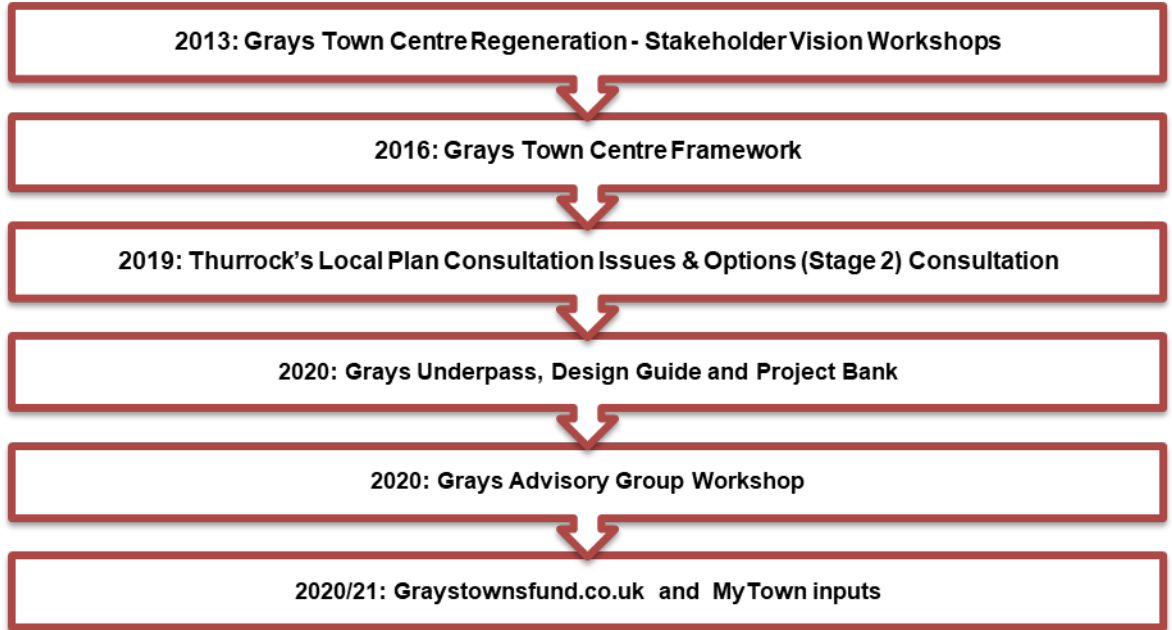 2013: Grays Town Centre Regeneration - Stakeholder Vision Workshops
2016: Grays Town Centre Framework
2019: Thurrock's Local Plan Consultation Issues & Options (Stage 2) Consultation
2020: Grays Underpass, Design Guide and Project Bank
2020: Grays Advisory Group Workshop
2020/21: Graystownsfund.co.uk and MyTown inputs